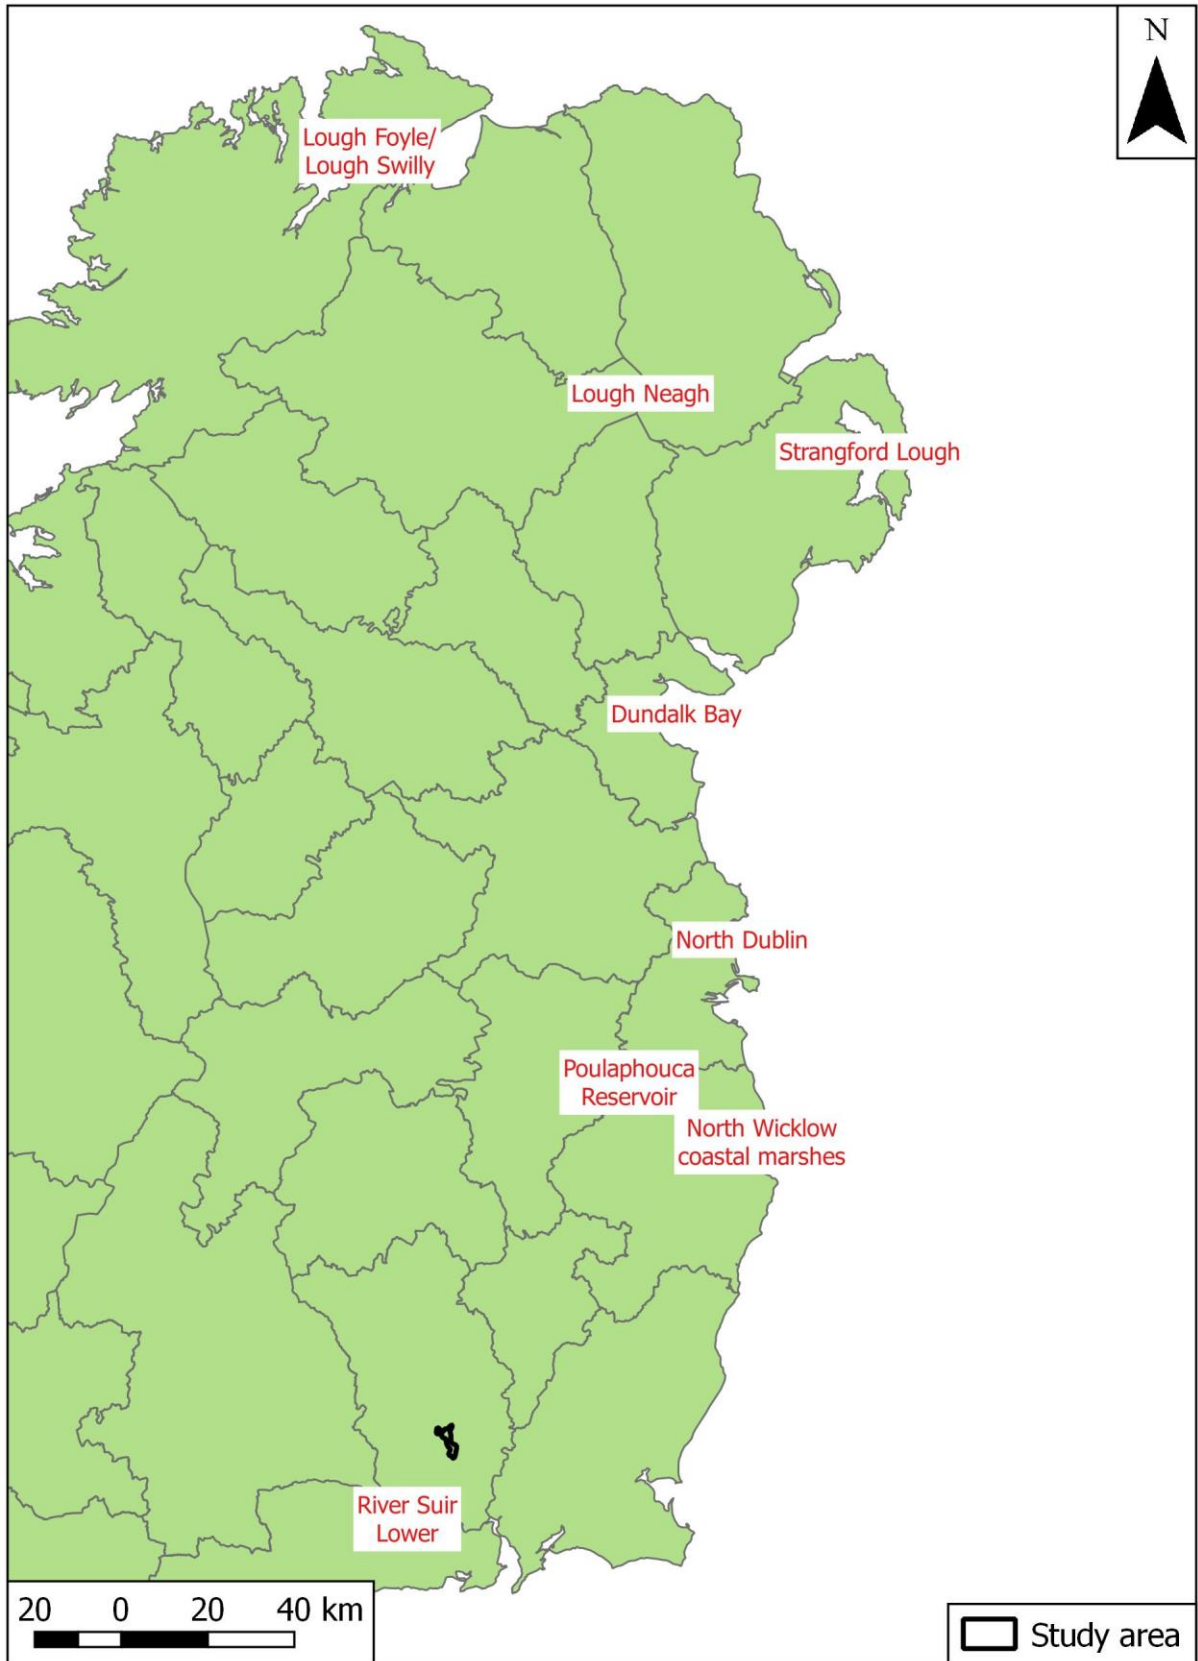 N
Lough Foyle/
Lough Swilly
Lough Neagh
Strangford Lough
Dundalk Bay
North Dublin
Poulaphouca
Reservoir
North Wicklow
coastal marshes
River Suir
Lower
20 0 20 40 km
Study area